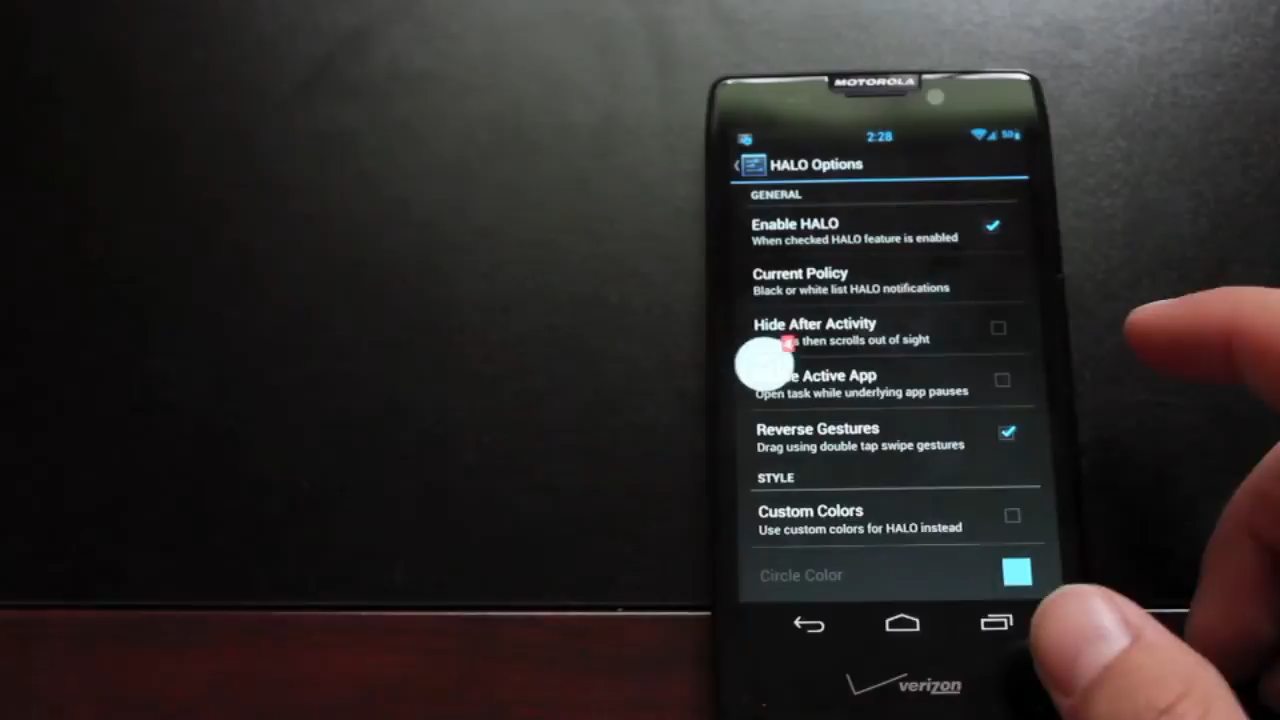 MOTOROLA
2:28
HALO Options
GENERAL
Enable HALO
When checked HALO feature is enabled
Current Policy
Black or white list HALO notifications
Hide After Activity
then scrolls out of sight
Active App
Open task while underlying app pauses
Reverse Gestures
Drag using double tap swipe gestures
STYLE
Custom Colors
Use custom colors for HALO instead
Circle Color
verizon